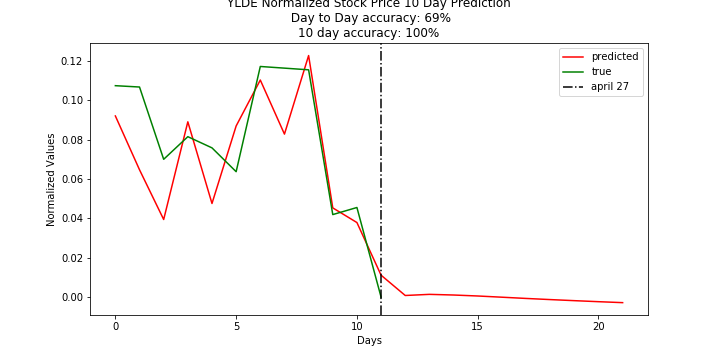 YLDE Normalized Stock Price 10 Day Prediction
Day to Day accuracy: 69%
10 day accuracy: 100%
predicted
true
april 27
Normalized Values
0.12
0.10
0.08
0.06
0.04
0.02
0.00
0 5 10 15 20
Days